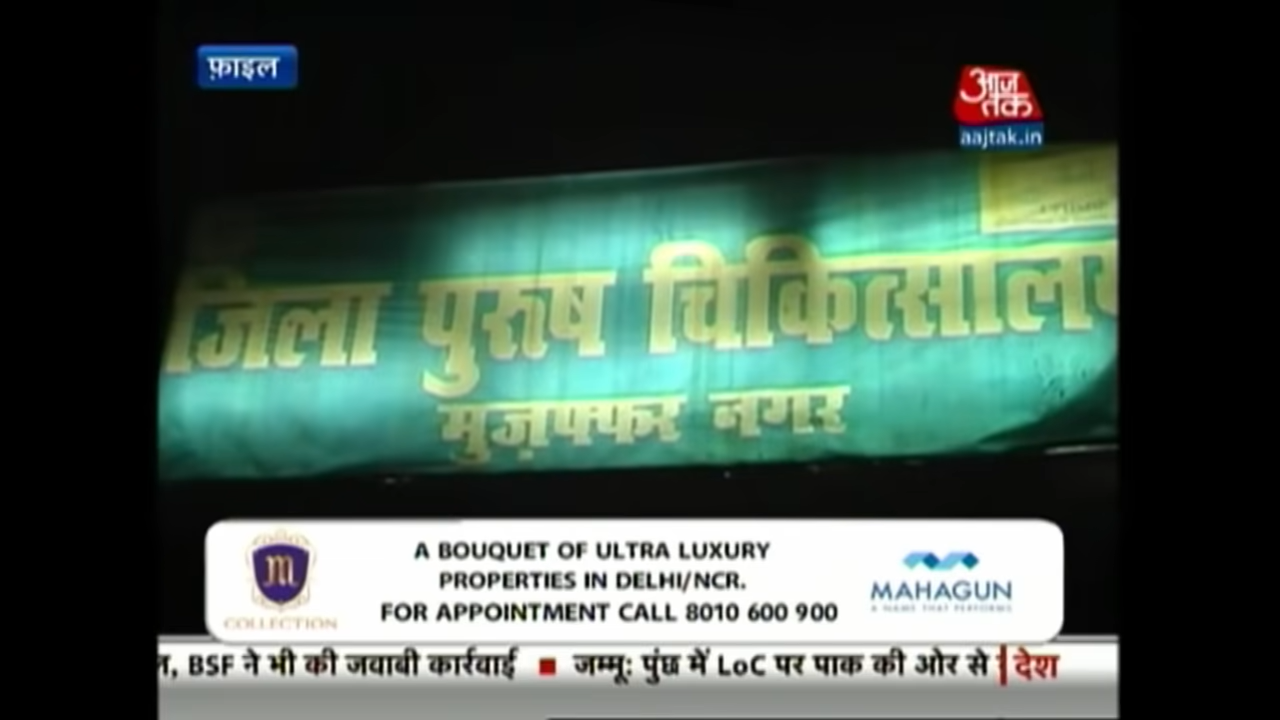 फ़ाइल
आज
तक
aajtak.in
जिला पुरुष चिकित्सालय
मुज़फ्फर नगर
M
COLLECTION
A BOUQUET OF ULTRA LUXURY
PROPERTIES IN DELHI/NCR.
FOR APPOINTMENT CALL 8010 600 900
MAHAGUN
A NAME THAT PERFORMS
BSF ने भी की जवाबी कार्रवाई ■ जम्मू: पुंछ में LoC पर पाक की ओर से
देश